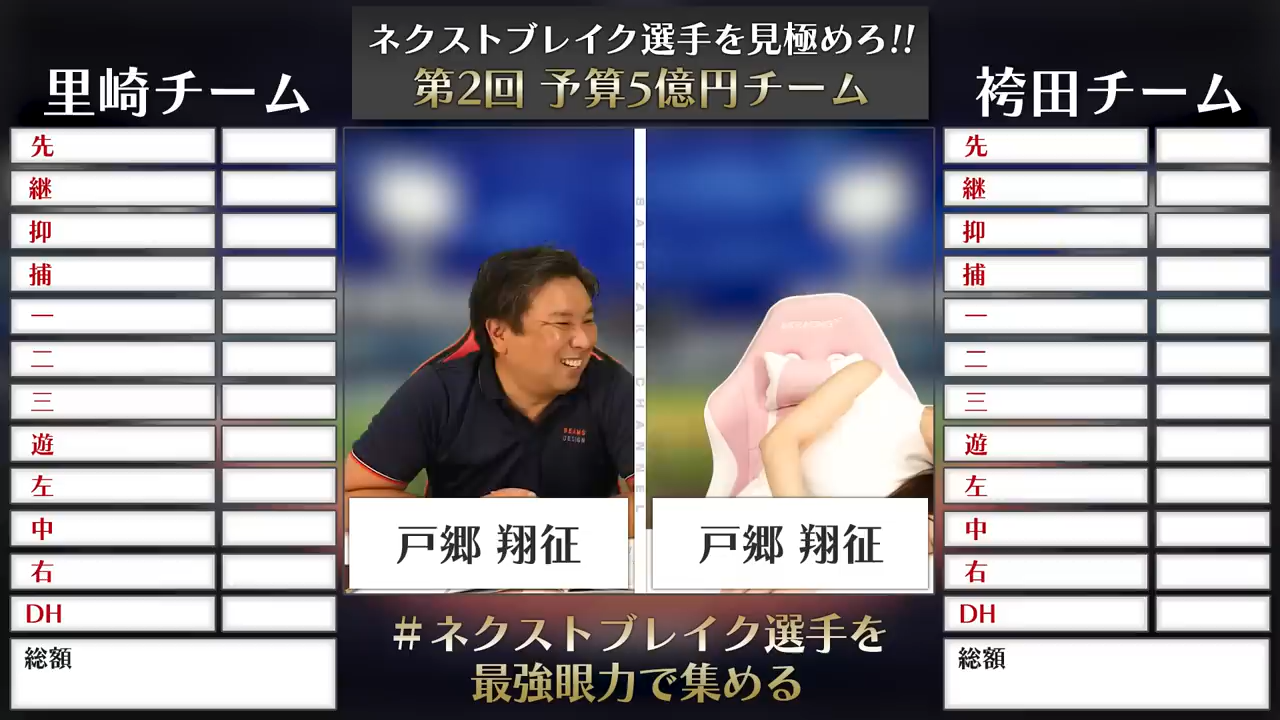 ネクストブレイク選手を見極めろ!!
第2回 予算5億円チーム
里崎チーム
先
継
抑
捕
一
二
三
遊
左
中
右
DH
総額
SATOZAKI CHANNEL
BEAMS
DESIGN
戸郷 翔征
戸郷 翔征
#ネクストブレイク選手を
最強眼力で集める
袴田チーム
先
継
抑
捕
一
二
三
遊
左
中
右
DH
総額